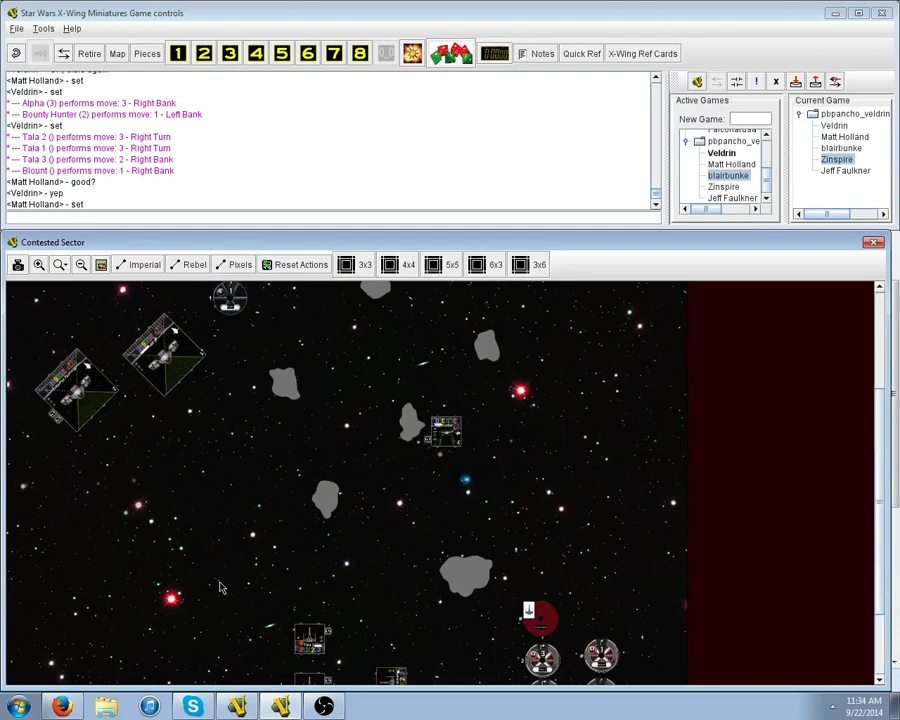 Star Wars X-Wing Miniatures Game controls
File Tools Help
Retire Map Pieces 1 2 3 4 5 6 7 8 Notes Quick Ref X-Wing Ref Cards
<Matt Holland> - set
<Veldrin> - set
* --- Alpha (3) performs move: 3 - Right Bank
* --- Bounty Hunter (2) performs move: 1 - Left Bank
<Veldrin> - set
* --- Tala 2 () performs move: 3 - Right Turn
* --- Tala 1 () performs move: 3 - Right Turn
* --- Tala 3 () performs move: 2 - Right Bank
* --- Blount () performs move: 1 - Right Bank
<Matt Holland> - good?
<Veldrin> - yep
<Matt Holland> - set
! x
Active Games
New Game:
pbpancho_ve
Veldrin
Matt Holland
blairbunke
Zinspire
Jeff Faulkner
Current Game
pbpancho_veldrin
Veldrin
Matt Holland
blairbunke
Zinspire
Jeff Faulkner
Contested Sector
Imperial Rebel Pixels Reset Actions 3x3 4x4 5x5 6x3 3x6
11:34 AM
9/22/2014